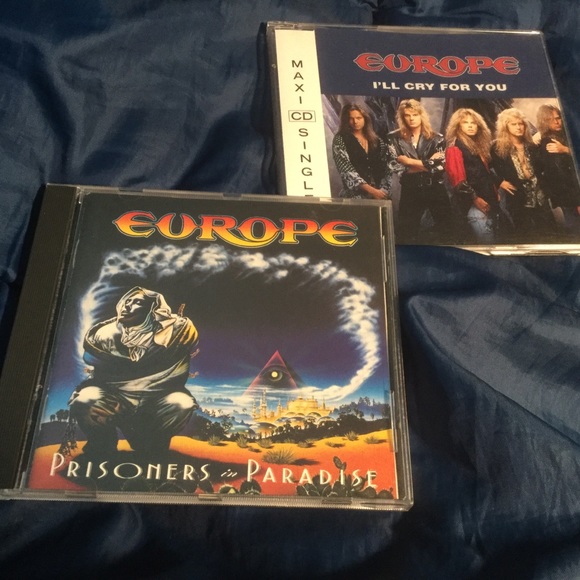 MAXI CD SINGLE
EUROPE
I'LL CRY FOR YOU
EUROPE
PRISONERS in PARADISE